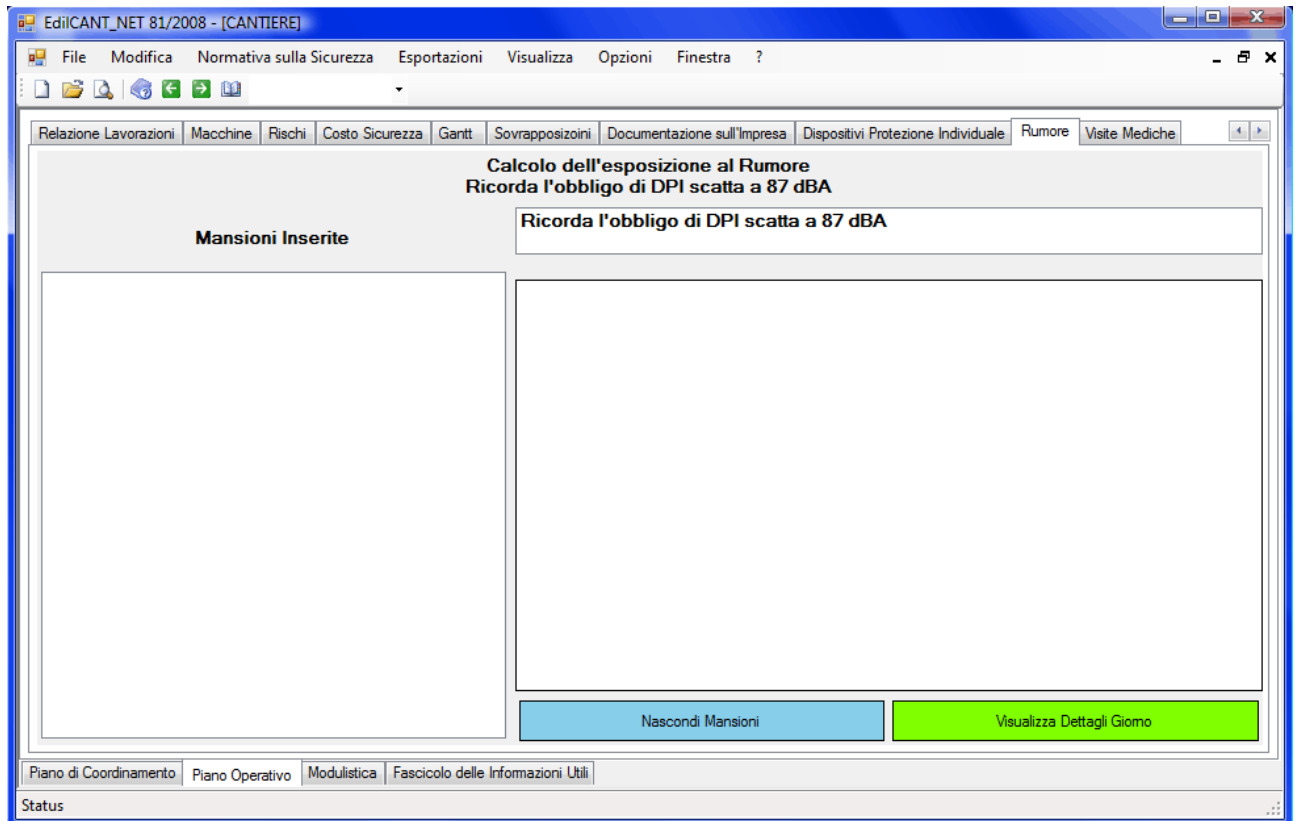 EdilCANT_NET 81/2008 - [CANTIERE]
File Modifica Normativa sulla Sicurezza Esportazioni Visualizza Opzioni Finestra ?
Relazione Lavorazioni Macchine Rischi Costo Sicurezza Gantt Sovrapposizoini Documentazione sull'Impresa Dispositivi Protezione Individuale Rumore Visite Mediche
Calcolo dell'esposizione al Rumore
Ricorda l'obbligo di DPI scatta a 87 dBA
Mansioni Inserite
Ricorda l'obbligo di DPI scatta a 87 dBA
Nascondi Mansioni Visualizza Dettagli Giorno
Piano di Coordinamento Piano Operativo Modulistica Fascicolo delle Informazioni Utili
Status